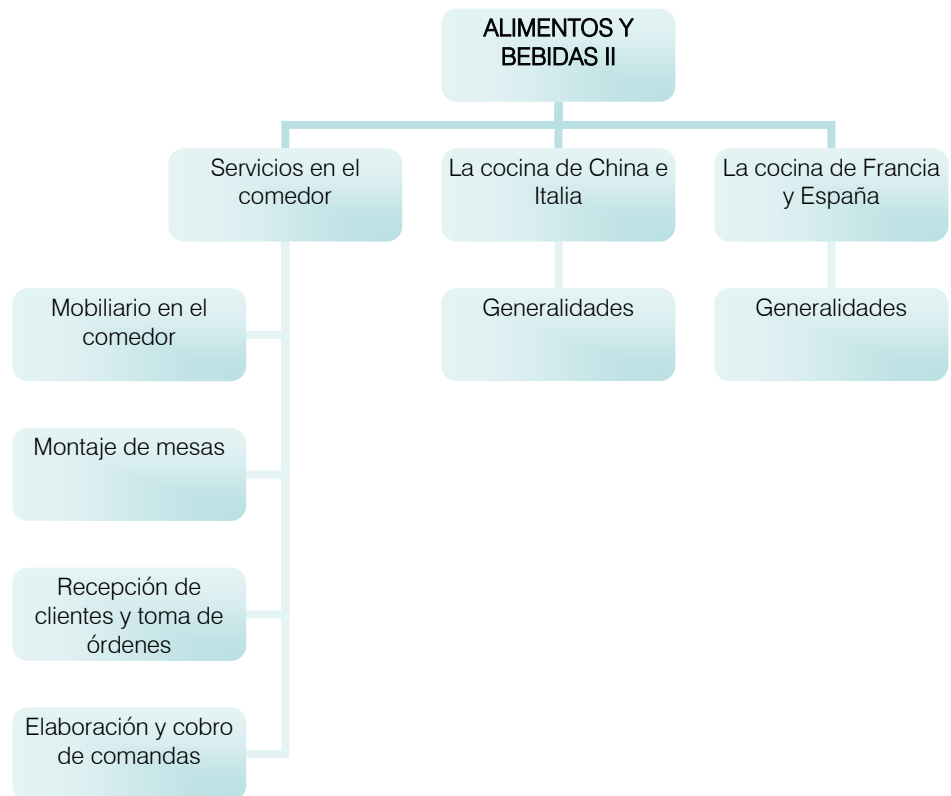 ALIMENTOS Y
BEBIDAS II
Servicios en el
comedor
La cocina de China e
Italia
La cocina de Francia
y España
Mobiliario en el
comedor
Generalidades
Generalidades
Montaje de mesas
Recepción de
clientes y toma de
órdenes
Elaboración y cobro
de comandas